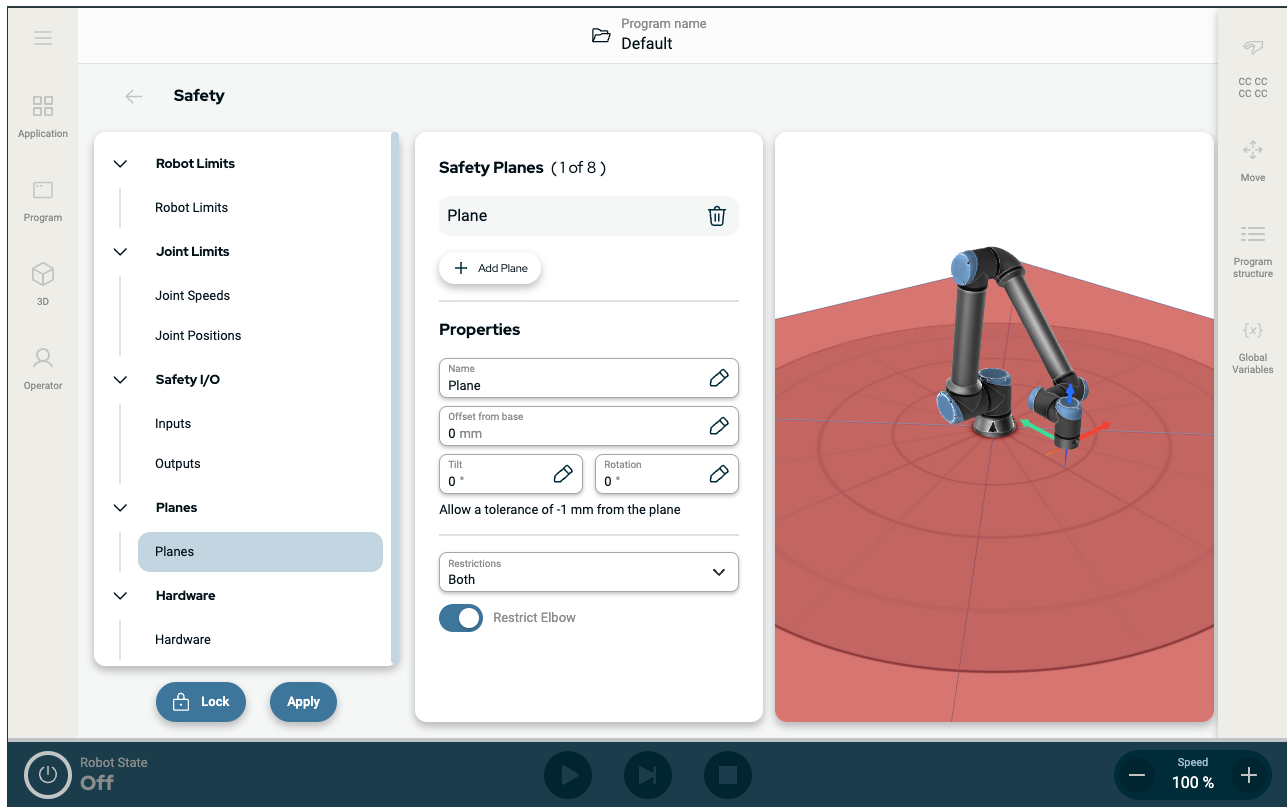 Program name
Default
Application
Program
3D
Operator
Safety
Robot Limits
Robot Limits
Joint Limits
Joint Speeds
Joint Positions
Safety I/O
Inputs
Outputs
Planes
Planes
Hardware
Hardware
Lock
Apply
Safety Planes ( 1 of 8 )
Plane
Add Plane
Properties
Name
Plane
Offset from base
0 mm
Tilt
0 °
Rotation
0 °
Allow a tolerance of -1 mm from the plane
Restrictions
Both
Restrict Elbow
CC CC
CC CC
Move
Program
structure
{x}
Global
Variables
Robot State
Off
Speed
100 %